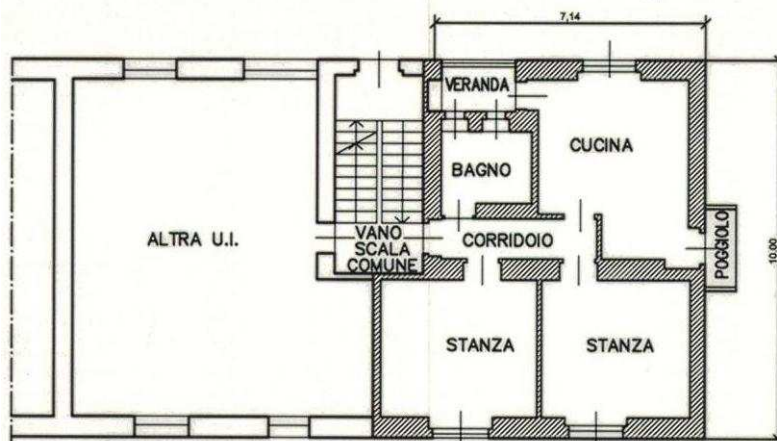 7,14
VERANDA
CUCINA
BAGNO
ALTRA U.I.
VANO
SCALA
COMUNE
CORRIDOIO
POGGIOLO
10,00
STANZA
STANZA